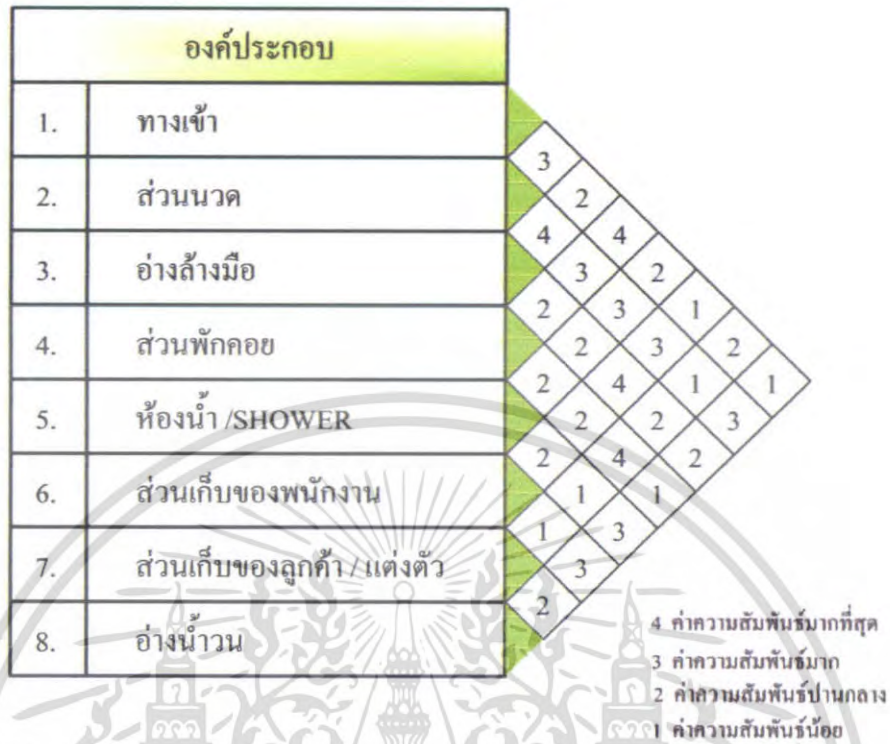 องค์ประกอบ
1. ทางเข้า
3
2
2. ส่วนนวด
4 4
3 2
3. อ่างล้างมือ
2 3 1
2 3 2
4. ส่วนพักคอย
2 4 1 1
2 2 3
5. ห้องน้ำ /SHOWER
2 4 2
1 1
6. ส่วนเก็บของพนักงาน
1 3
3
7. ส่วนเก็บของลูกค้า / แต่งตัว
2
8. อ่างน้ำวน
4 ค่าความสัมพันธ์มากที่สุด
3 ค่าความสัมพันธ์มาก
2 ค่าความสัมพันธ์ปานกลาง
1 ค่าความสัมพันธ์น้อย